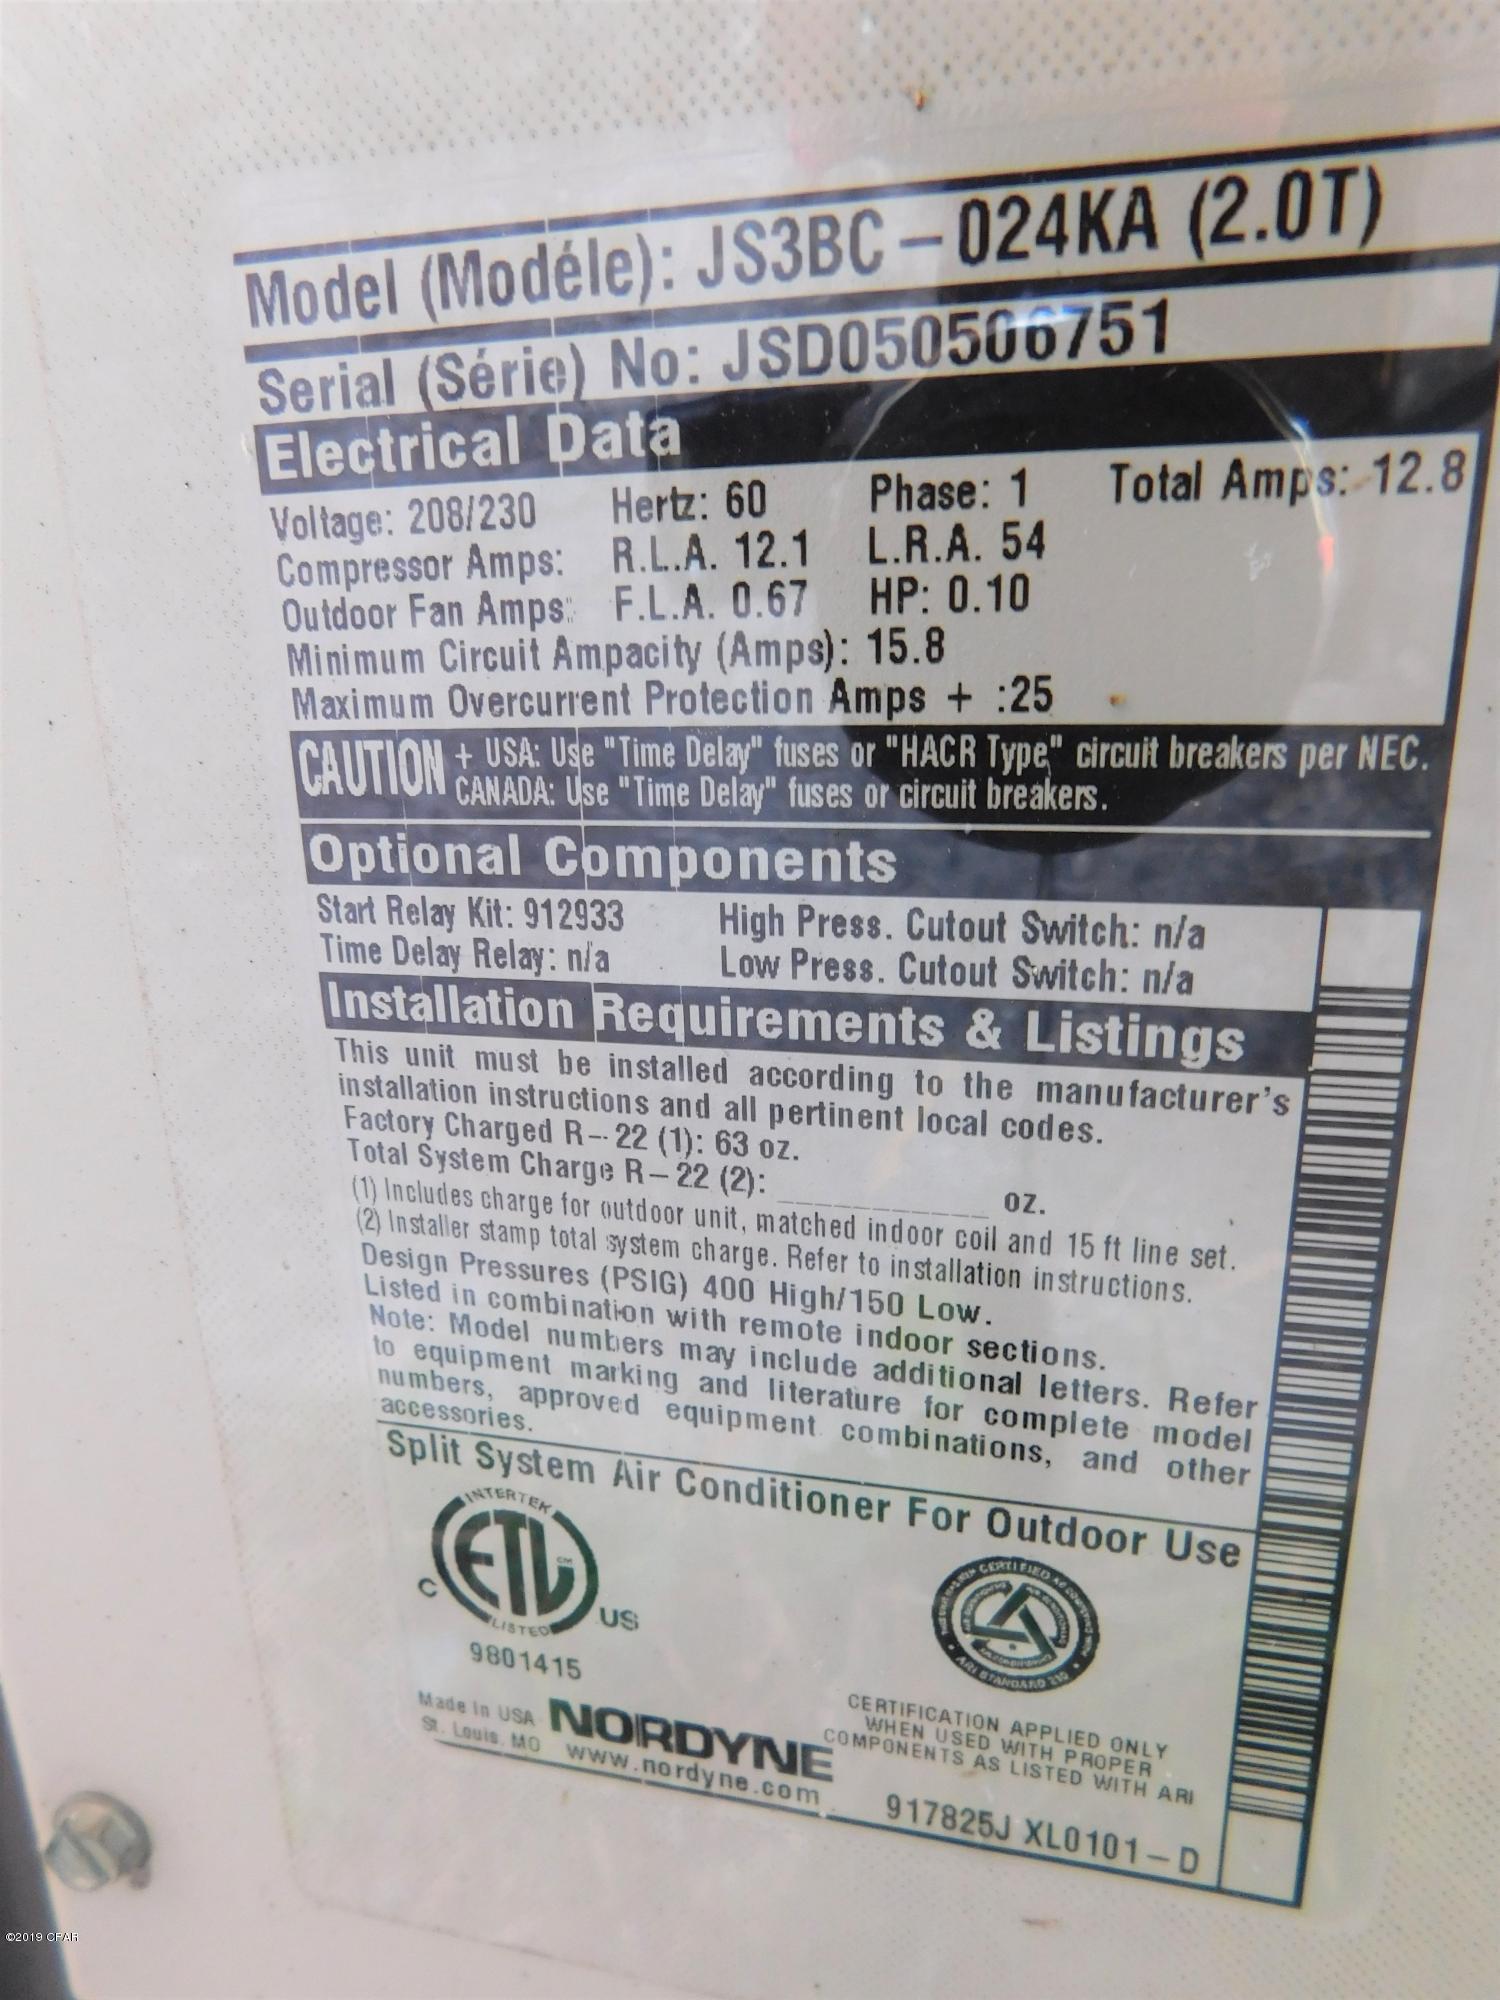 Model (Modéle): JS3BC-024KA (2.0T)
Serial (Série) No: JSD050506751
Electrical Data
Voltage: 208/230 Hertz: 60 Phase: 1 Total Amps: 12.8
Compressor Amps: R.L.A. 12.1 L.R.A. 54
Outdoor Fan Amps: F.L.A. 0.67 HP: 0.10
Minimum Circuit Ampacity (Amps): 15.8
Maximum Overcurrent Protection Amps + :25
CAUTION + USA: Use "Time Delay" fuses or "HACR Type" circuit breakers per NEC.
CANADA: Use "Time Delay" fuses or circuit breakers.
Optional Components
Start Relay Kit: 912933 High Press. Cutout Switch: n/a
Time Delay Relay: n/a Low Press. Cutout Switch: n/a
Installation Requirements & Listings
This unit must be installed according to the manufacturer's
installation instructions and all pertinent local codes.
Factory Charged R-22 (1): 63 oz.
Total System Charge R-22 (2): ____________ oz.
(1) Includes charge for outdoor unit, matched indoor coil and 15 ft line set.
(2) Installer stamp total system charge. Refer to installation instructions.
Design Pressures (PSIG) 400 High/150 Low.
Listed in combination with remote indoor sections.
Note: Model numbers may include additional letters. Refer
to equipment marking and literature for complete model
numbers, approved equipment combinations, and other
accessories.
Split System Air Conditioner For Outdoor Use
INTERTEK
C ETL CM US
LISTED
9801415
ARI STANDARD 210
CERTIFICATION APPLIED ONLY
WHEN USED WITH PROPER
COMPONENTS AS LISTED WITH ARI
Made In USA NORDYNE
St. Louis, MO www.nordyne.com
917825J XL0101-D
©2019 CPAR